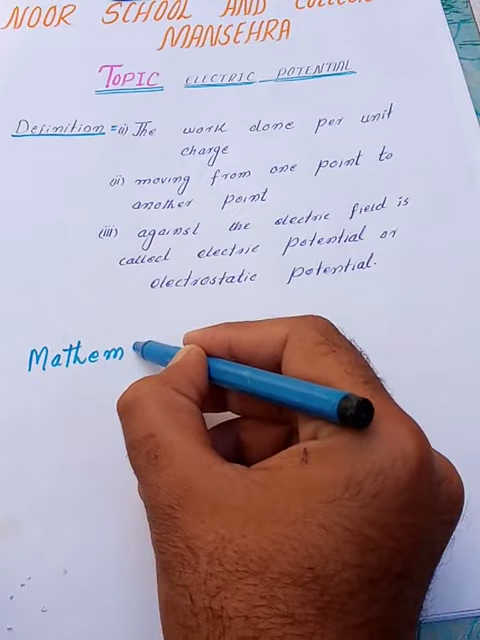 NOOR SCHOOL AND COLLEGE
MANSEHRA
TOPIC ELECTRIC POTENTIAL
Definition = (i) The work done per unit
charge
(ii) moving from one point to
another point
(iii) against the electric field is
called electric potential or
electrostatic potential.
Mathem